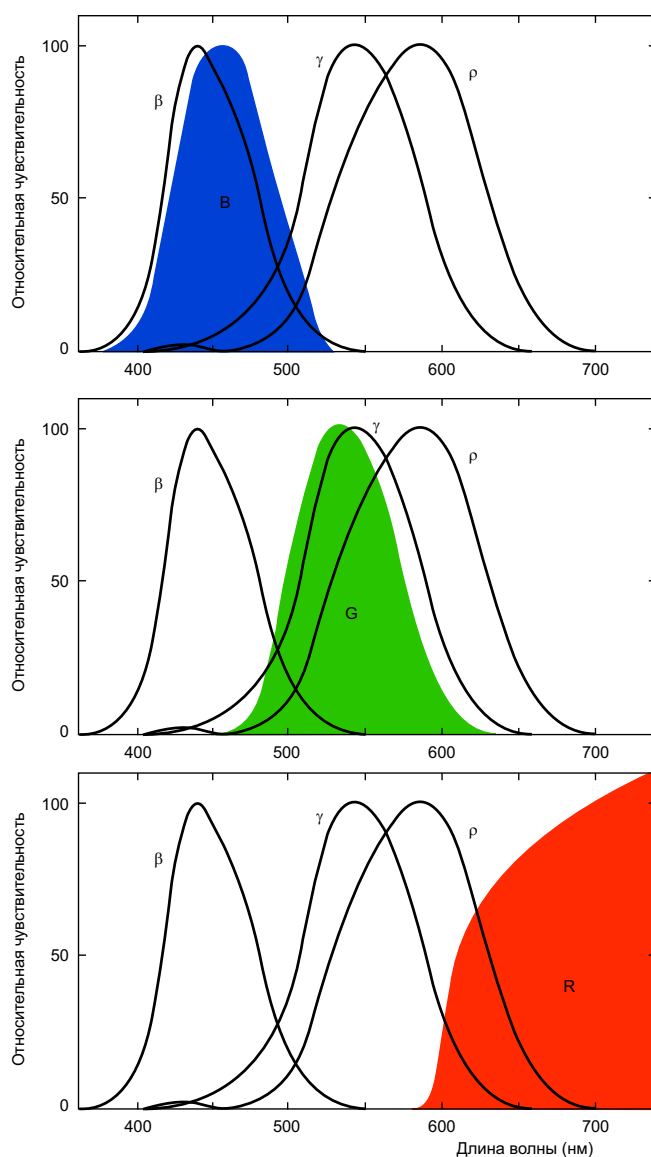 Относительная чувствительность
100
50
0
β
B
γ
ρ
400
500
600
700
Относительная чувствительность
100
50
0
β
γ
G
ρ
400
500
600
700
Относительная чувствительность
100
50
0
β
γ
ρ
R
400
500
600
700
Длина волны (нм)